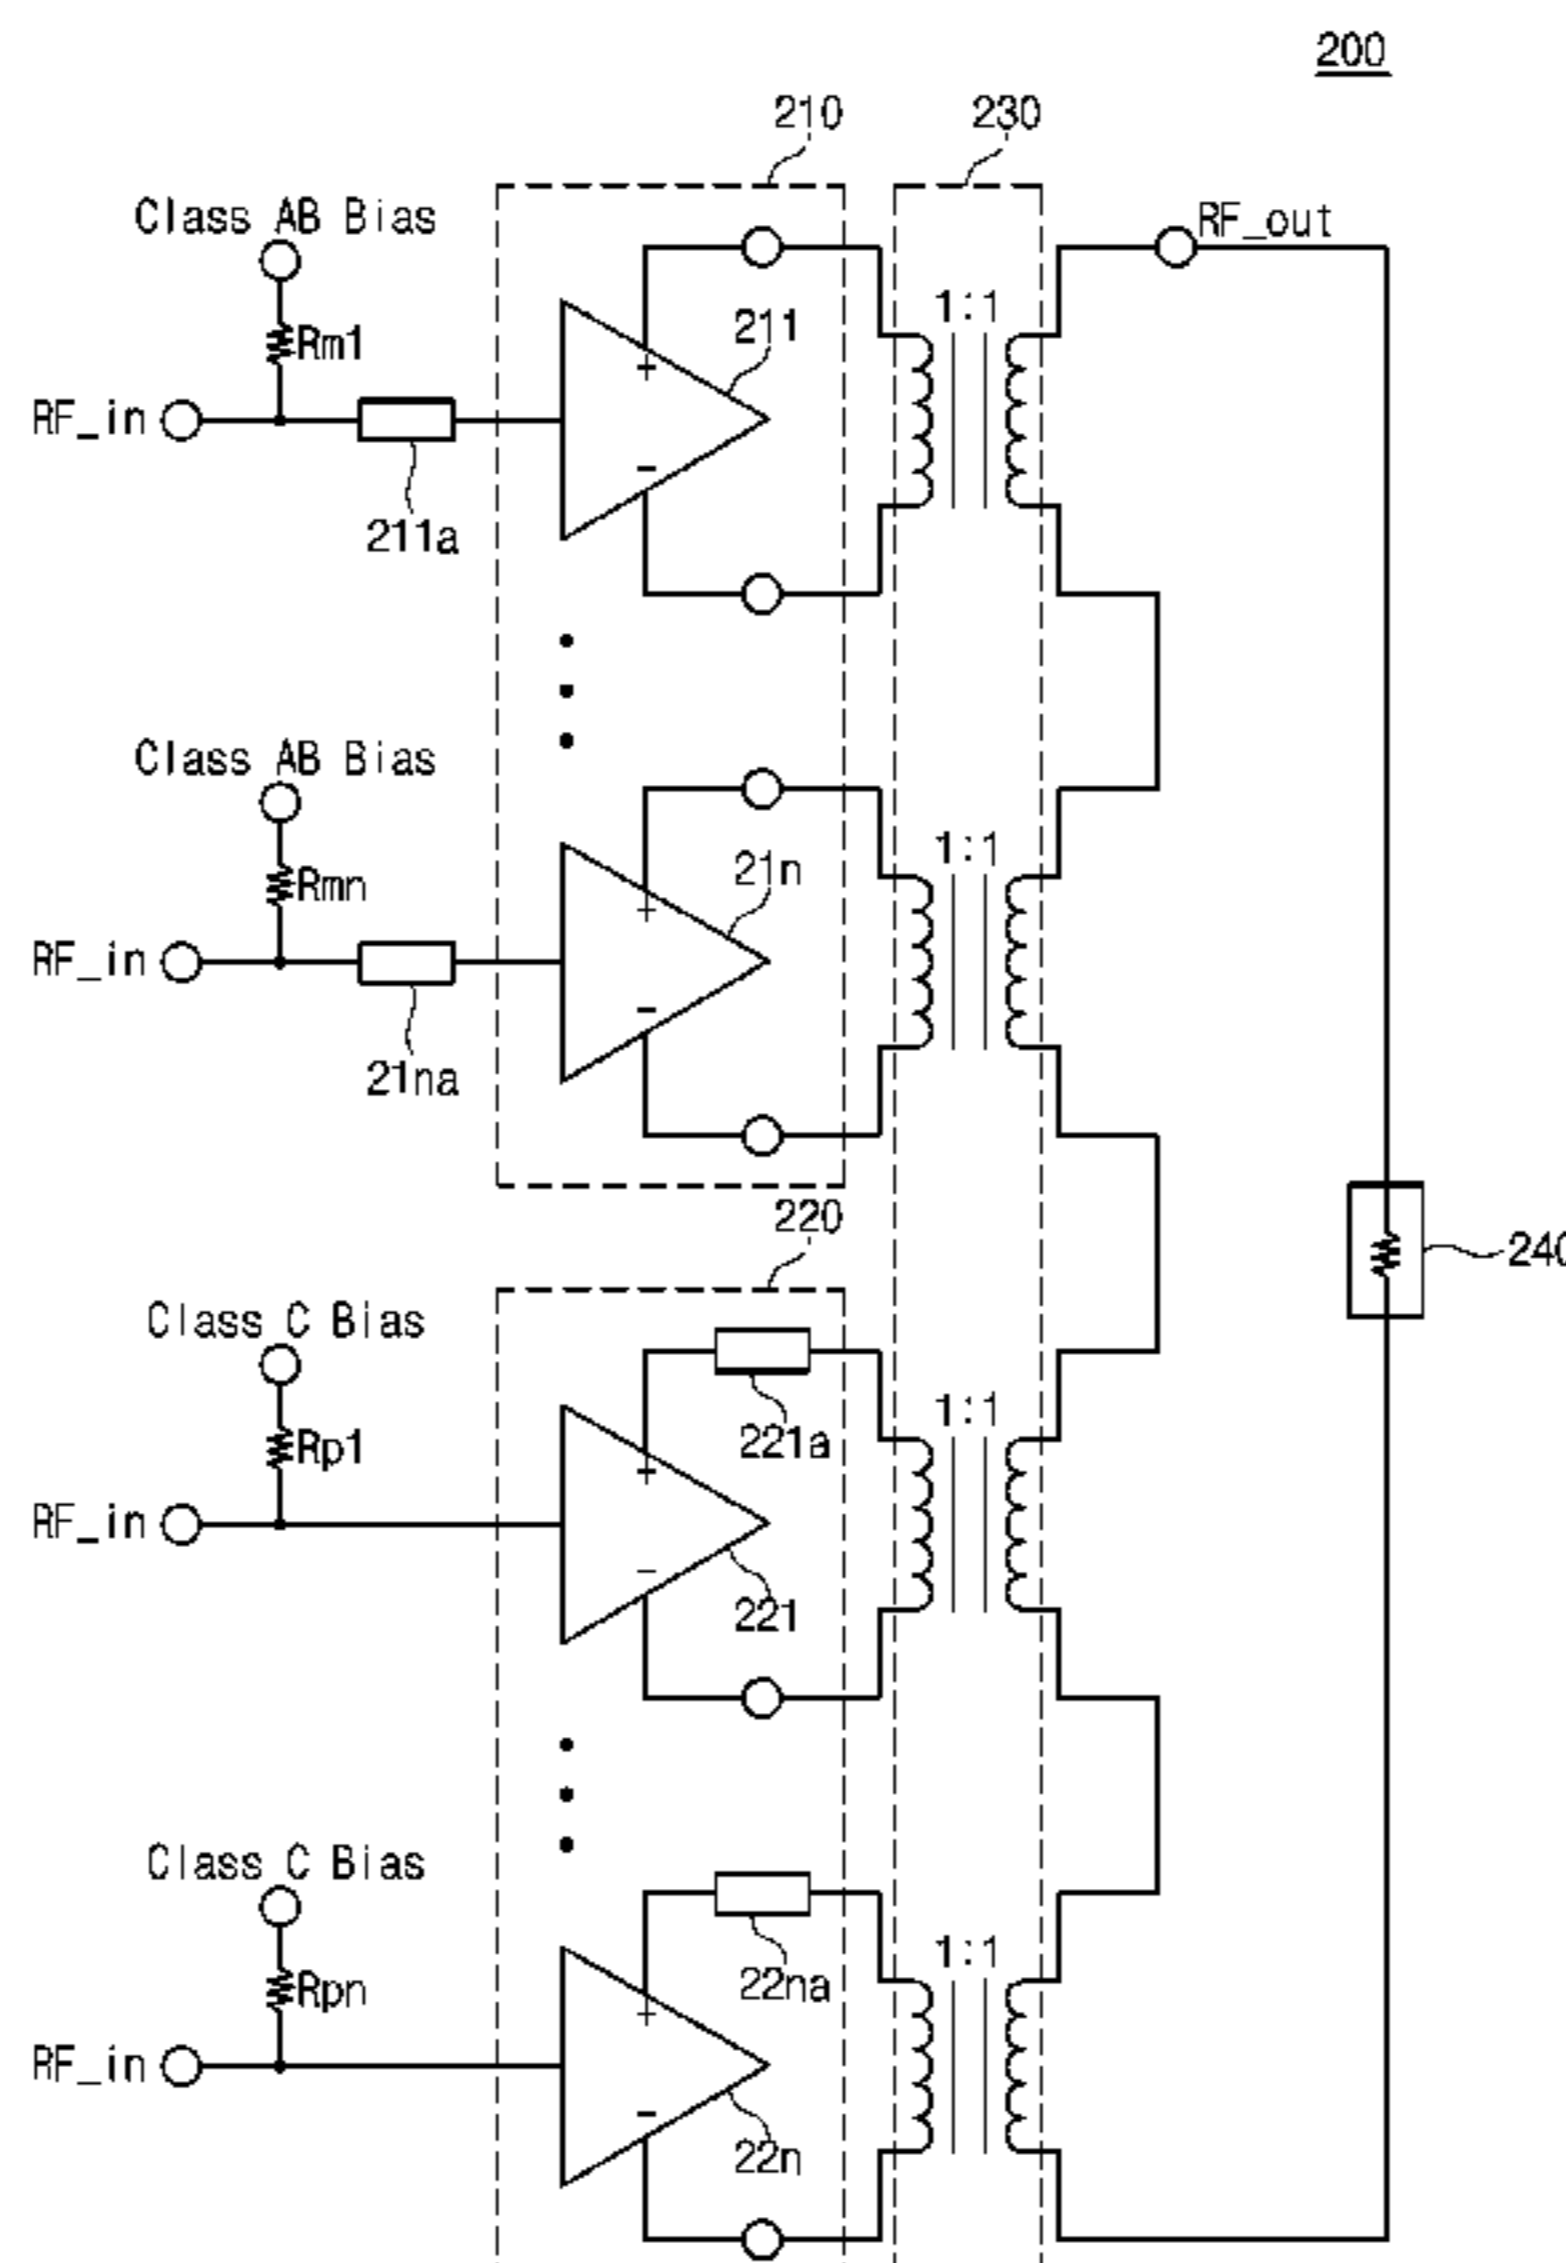 200
210
230
Class AB Bias
RF_out
1:1
211
+
Rm1
RF_in
-
211a
Class AB Bias
1:1
21n
Rmn
+
RF_in
-
21na
220
240
Class C Bias
1:1
221a
Rp1
+
RF_in
-
221
Class C Bias
1:1
22na
Rpn
+
RF_in
-
22n